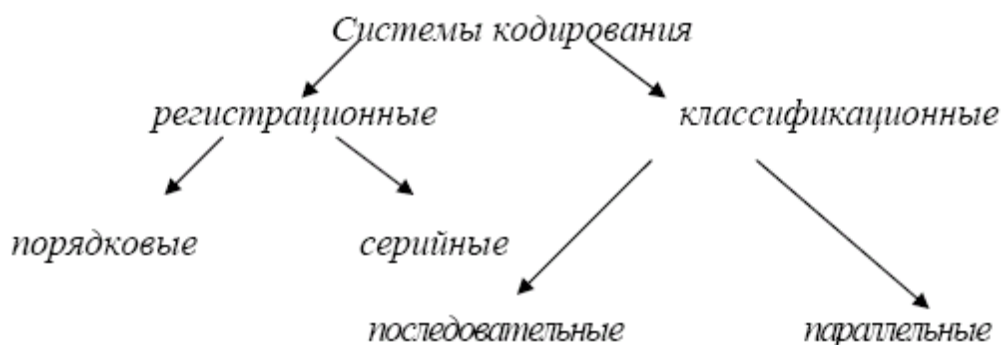 Системы кодирования
регистрационные классификационные
порядковые серийные
последовательные параллельные